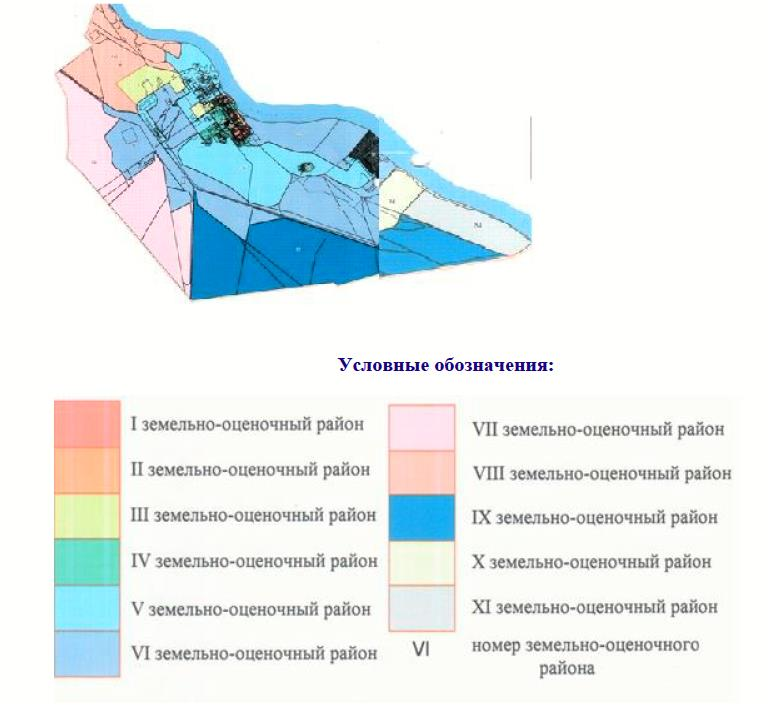 Условные обозначения:
I земельно-оценочный район
II земельно-оценочный район
III земельно-оценочный район
IV земельно-оценочный район
V земельно-оценочный район
VI земельно-оценочный район
VII земельно-оценочный район
VIII земельно-оценочный район
IX земельно-оценочный район
X земельно-оценочный район
XI земельно-оценочный район
VI
номер земельно-оценочного
района